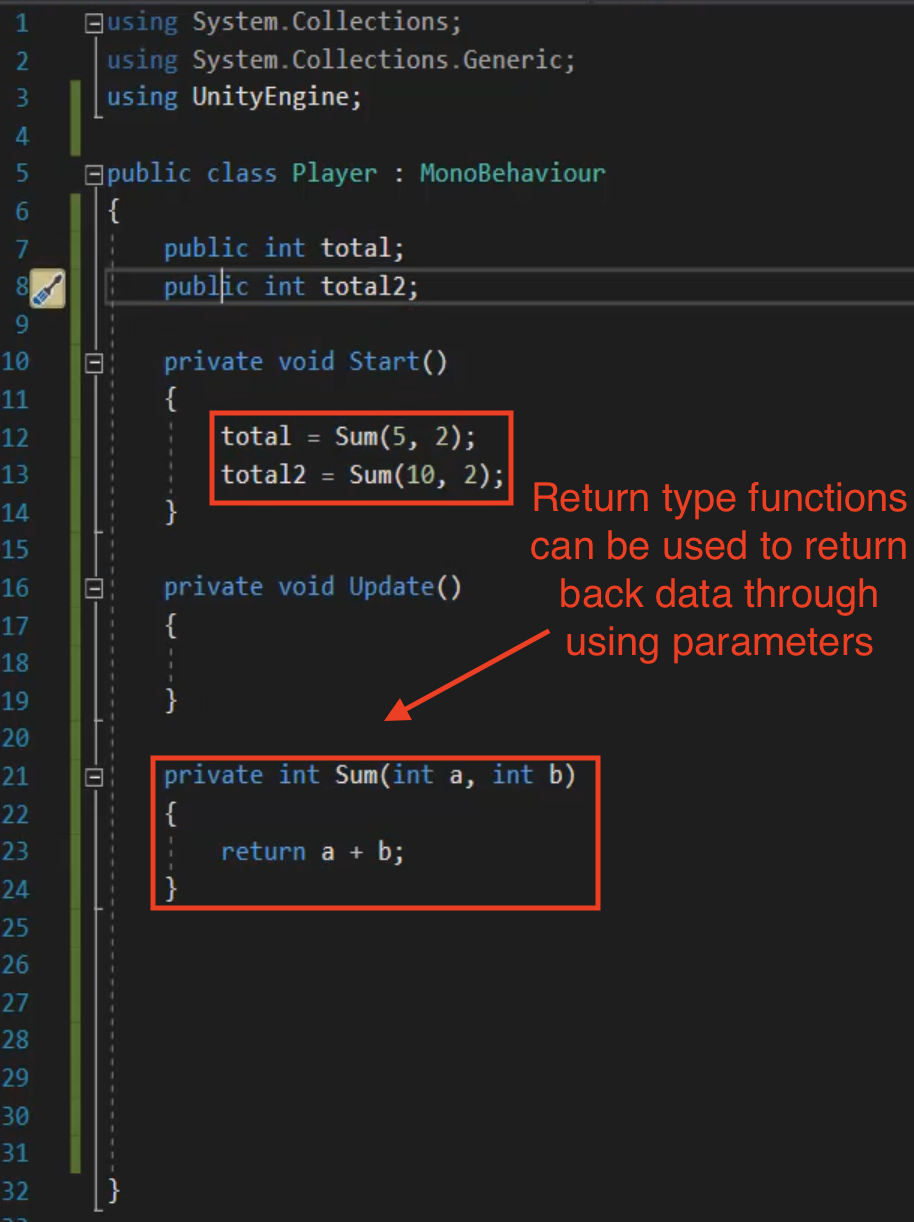 1 using System.Collections;
2 using System.Collections.Generic;
3 using UnityEngine;
4
5 public class Player : MonoBehaviour
6 {
7 public int total;
8 public int total2;
9
10 private void Start()
11 {
12 total = Sum(5, 2);
13 total2 = Sum(10, 2);
14 }
15
16 private void Update()
17 {
18
19 }
20
21 private int Sum(int a, int b)
22 {
23 return a + b;
24 }
25
26
27
28
29
30
31
32 }
Return type functions
can be used to return
back data through
using parameters